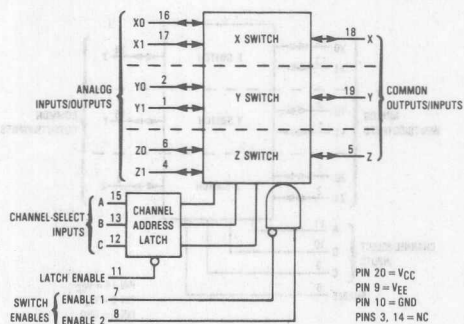 X0 16
X1 17
X SWITCH
18 X
ANALOG
INPUTS/OUTPUTS
Y0 2
Y1 1
Y SWITCH
19 Y
COMMON
OUTPUTS/INPUTS
Z0 6
Z1 4
Z SWITCH
5 Z
CHANNEL-SELECT
INPUTS
A 15
B 13
C 12
CHANNEL
ADDRESS
LATCH
LATCH ENABLE 11
SWITCH
ENABLES
ENABLE 1 7
ENABLE 2 8
PIN 20 = VCC
PIN 9 = VEE
PIN 10 = GND
PINS 3, 14 = NC